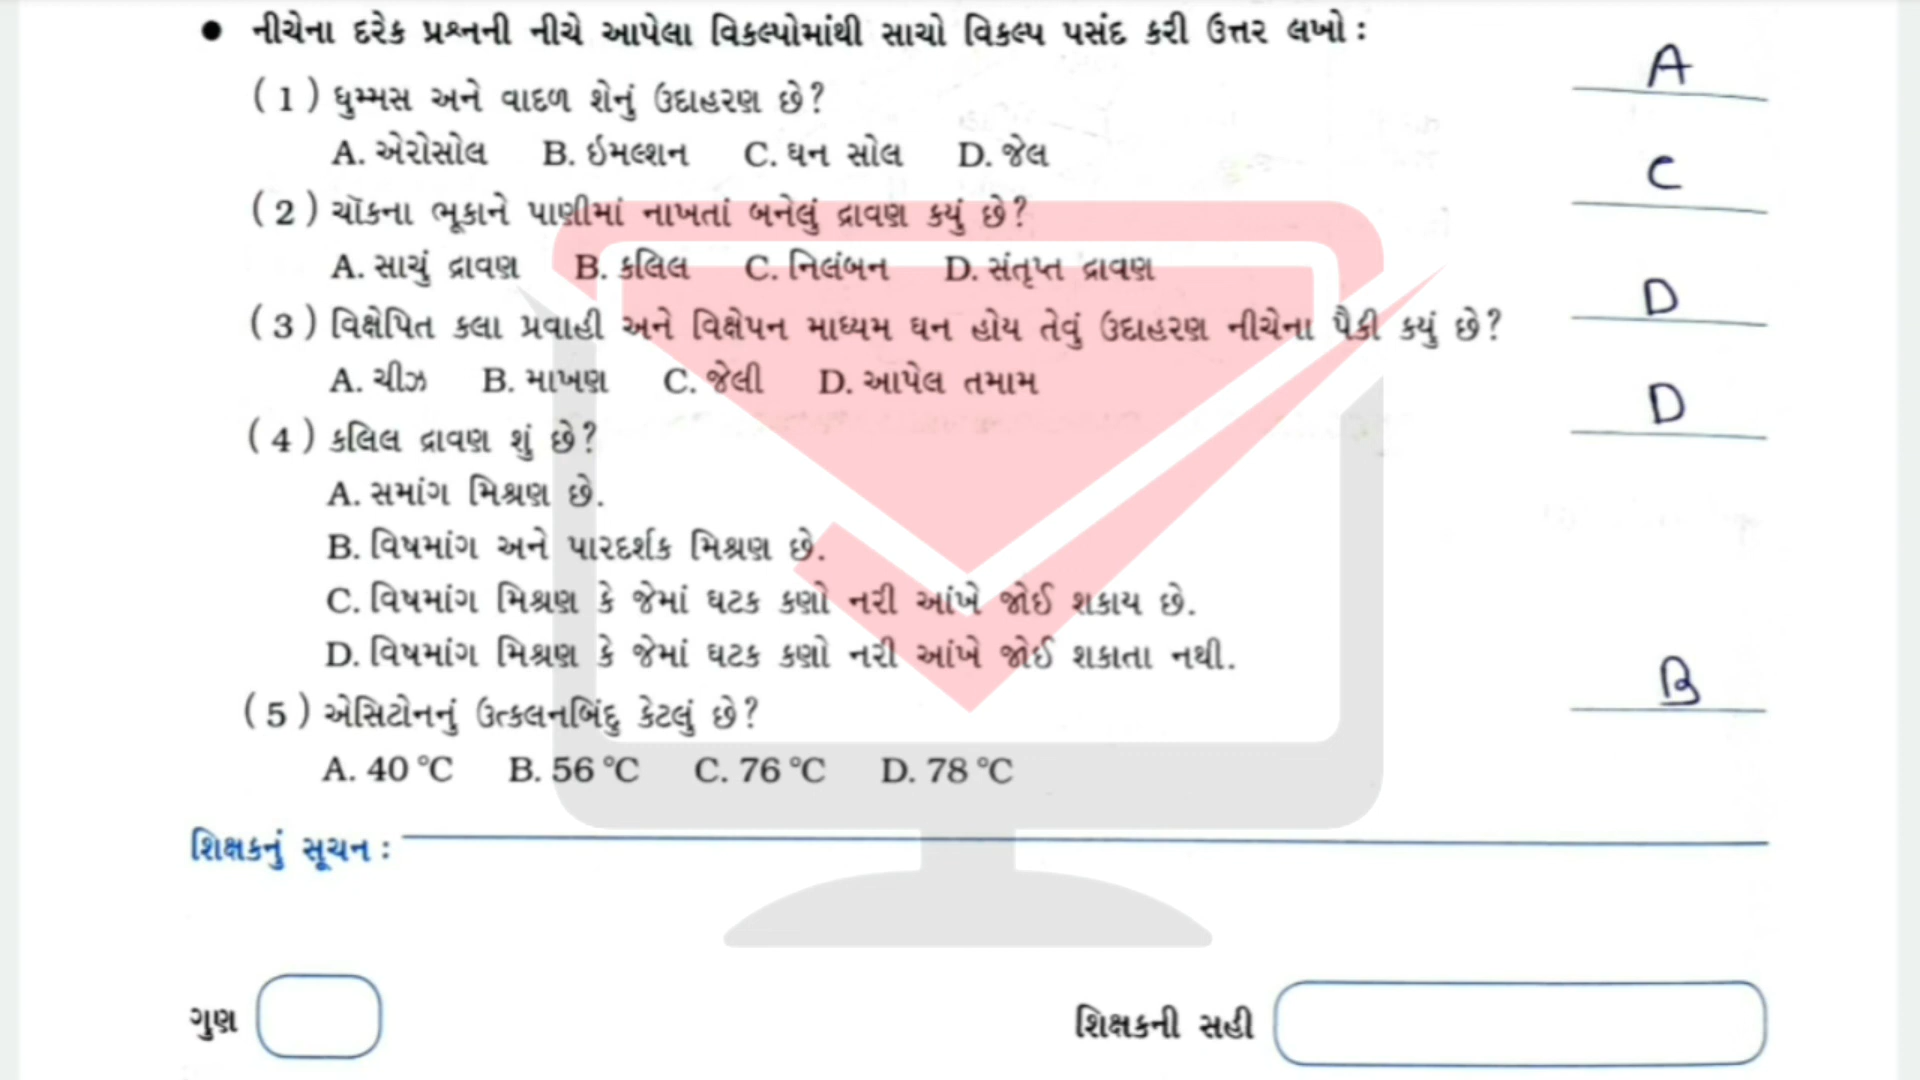 ● નીચેના દરેક પ્રશ્નની નીચે આપેલા વિકલ્પોમાંથી સાચો વિકલ્પ પસંદ કરી ઉત્તર લખો :
( 1 ) ધુમ્મસ અને વાદળ શેનું ઉદાહરણ છે? A
A. એરોસોલ B. ઇમલ્શન C. ઘન સોલ D. જેલ
( 2 ) ચૉકના ભૂકાને પાણીમાં નાખતાં બનેલું દ્રાવણ કયું છે? C
A. સાચું દ્રાવણ B. કલિલ C. નિલંબન D. સંતૃપ્ત દ્રાવણ
( 3 ) વિક્ષેપિત કલા પ્રવાહી અને વિક્ષેપન માધ્યમ ઘન હોય તેવું ઉદાહરણ નીચેના પૈકી કયું છે? D
A. ચીઝ B. માખણ C. જેલી D. આપેલ તમામ
( 4 ) કલિલ દ્રાવણ શું છે? D
A. સમાંગ મિશ્રણ છે.
B. વિષમાંગ અને પારદર્શક મિશ્રણ છે.
C. વિષમાંગ મિશ્રણ કે જેમાં ઘટક કણો નરી આંખે જોઈ શકાય છે.
D. વિષમાંગ મિશ્રણ કે જેમાં ઘટક કણો નરી આંખે જોઈ શકાતા નથી.
( 5 ) એસિટોનનું ઉત્કલનબિંદુ કેટલું છે? B
A. 40 °C B. 56 °C C. 76 °C D. 78 °C
શિક્ષકનું સૂચન :
ગુણ શિક્ષકની સહી